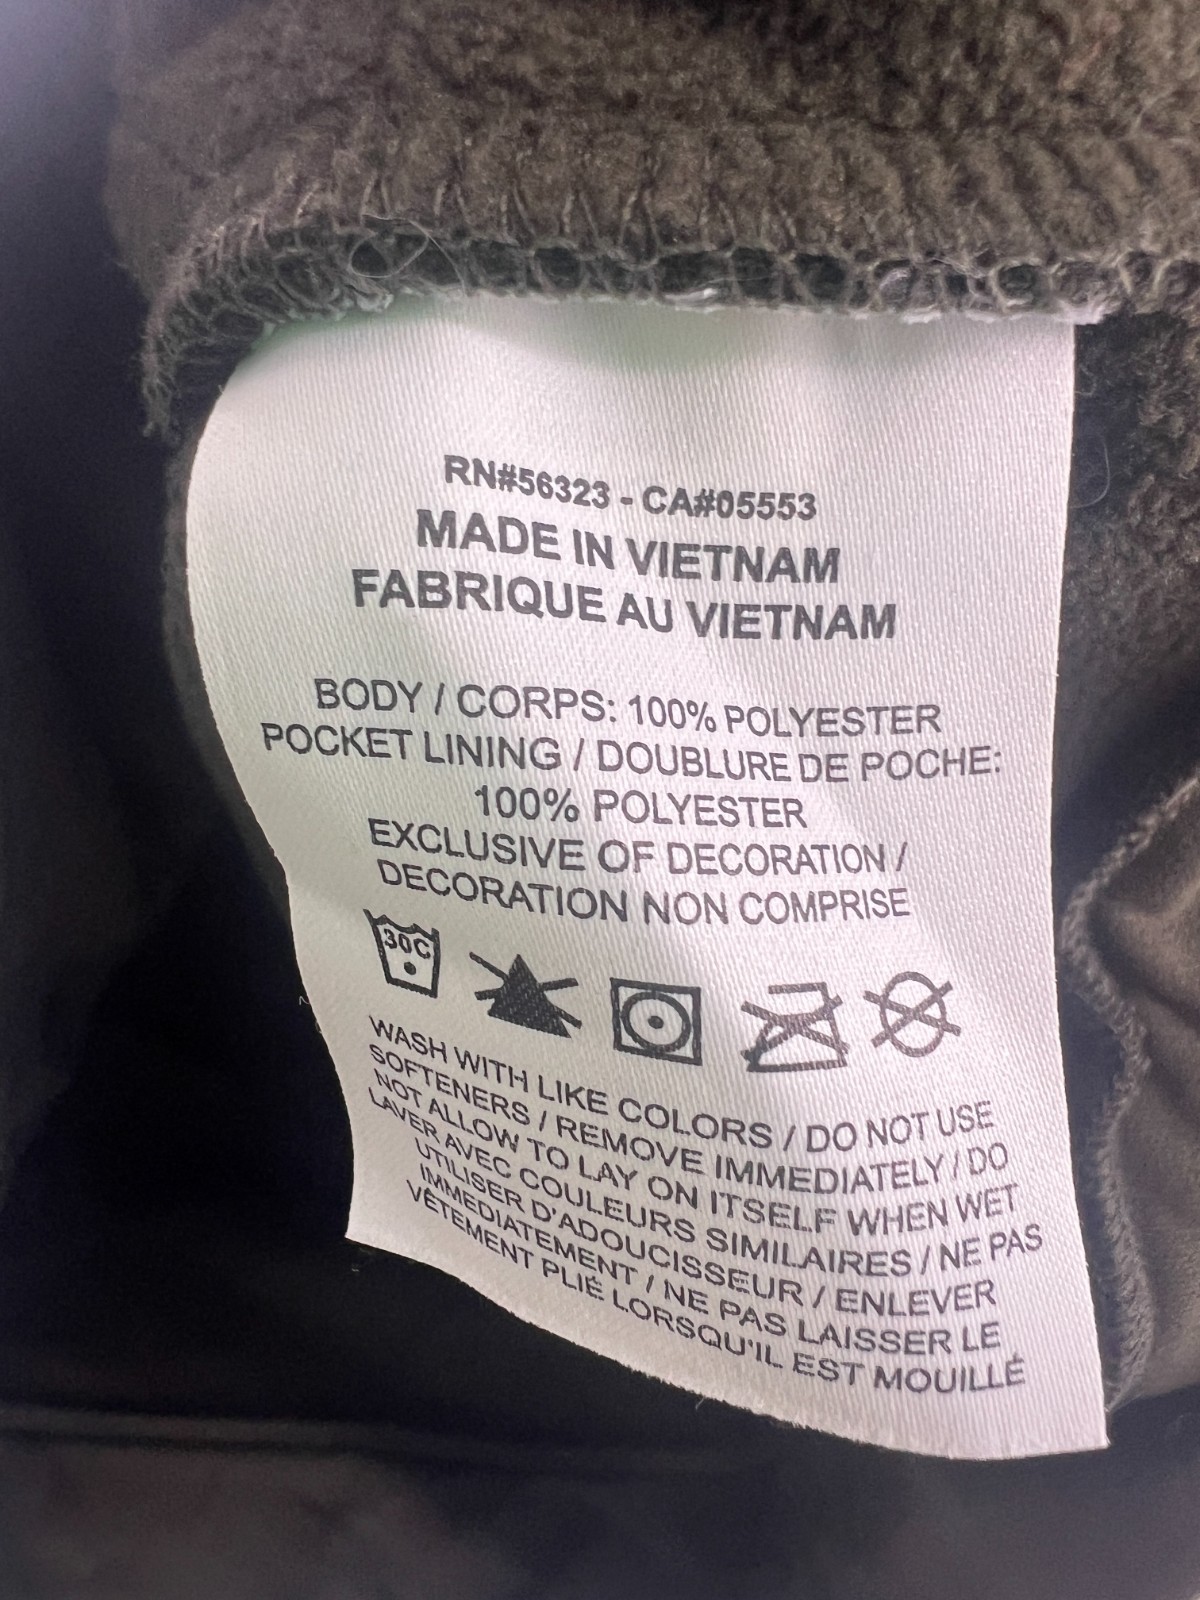 RN#56323 - CA#05553
MADE IN VIETNAM
FABRIQUE AU VIETNAM
BODY / CORPS: 100% POLYESTER
POCKET LINING / DOUBLURE DE POCHE:
100% POLYESTER
EXCLUSIVE OF DECORATION /
DECORATION NON COMPRISE
30C
WASH WITH LIKE COLORS / DO NOT USE
SOFTENERS / REMOVE IMMEDIATELY / DO
NOT ALLOW TO LAY ON ITSELF WHEN WET
LAVER AVEC COULEURS SIMILAIRES / NE PAS
UTILISER D'ADOUCISSEUR / ENLEVER
IMMEDIATEMENT / NE PAS LAISSER LE
VÊTEMENT PLIÉ LORSQU'IL EST MOUILLÉ